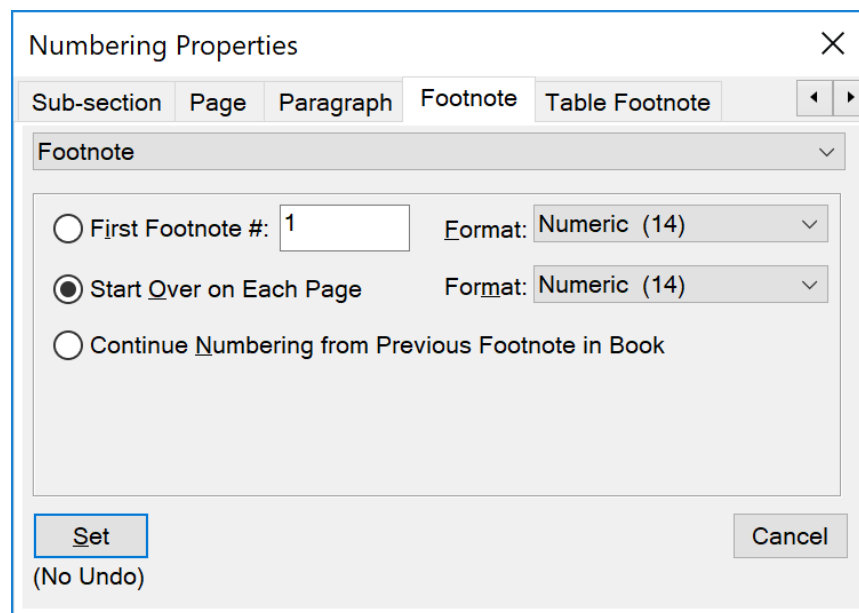 Numbering Properties
Sub-section Page Paragraph Footnote Table Footnote
Footnote
First Footnote #: 1 Format: Numeric (14)
Start Over on Each Page Format: Numeric (14)
Continue Numbering from Previous Footnote in Book
Set Cancel
(No Undo)